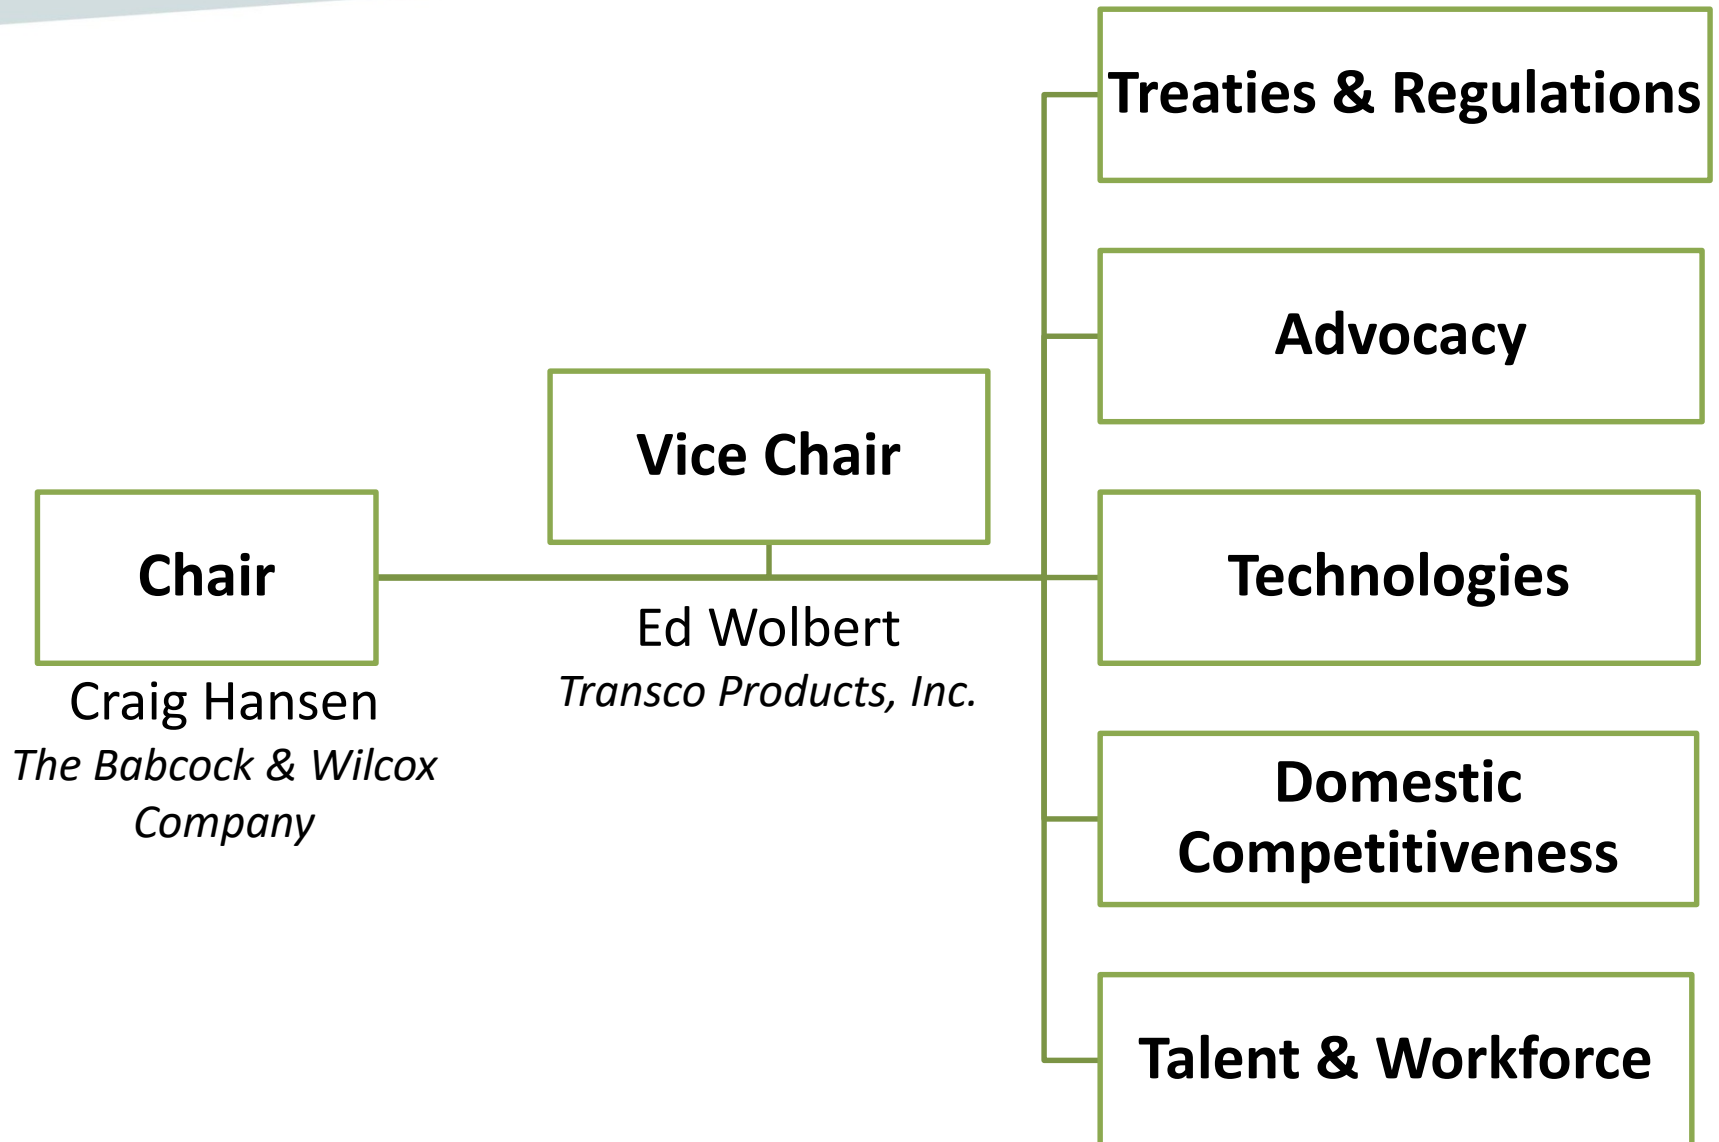 Chair
Craig Hansen
The Babcock & Wilcox
Company
Vice Chair
Ed Wolbert
Transco Products, Inc.
Treaties & Regulations
Advocacy
Technologies
Domestic
Competitiveness
Talent & Workforce